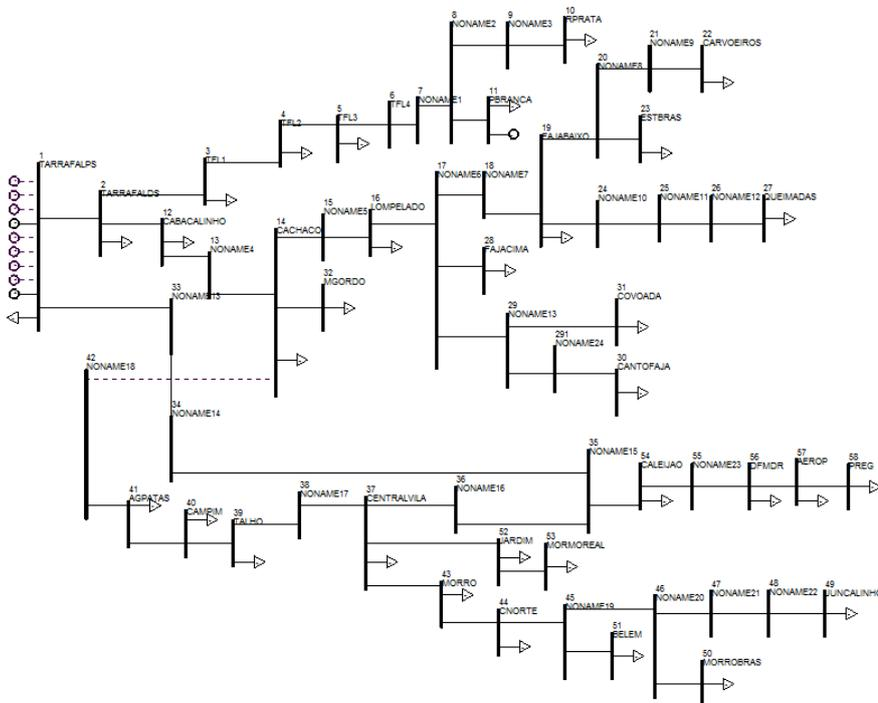 1
TARRAFALPS
2
TARRAFALDS
3
TFL1
4
TFL2
5
TFL3
6
TFL4
7
NONAME1
8
NONAME2
9
NONAME3
10
RPRATA
11
PBRANCA
12
CABACALINHO
13
NONAME4
14
CACHACO
15
NONAME5
16
LOMPELADO
17
NONAME6
18
NONAME7
19
FAJABAIXO
20
NONAME8
21
NONAME9
22
CARVOEIROS
23
ESTBRAS
24
NONAME10
25
NONAME11
26
NONAME12
27
QUEIMADAS
28
FAJACIMA
29
NONAME13
291
NONAME24
30
CANTOFAJA
31
COVOADA
32
MGORDO
33
NONAME13
34
NONAME14
35
NONAME15
36
NONAME16
37
CENTRALVILA
38
NONAME17
39
TALHO
40
CAMPIM
41
AGPATAS
42
NONAME18
43
MORRO
44
CNORTE
45
NONAME19
46
NONAME20
47
NONAME21
48
NONAME22
49
JUNCALINHO
50
MORROBRAS
51
BELEM
52
JARDIM
53
MORMOREAL
54
CALEIJAO
55
NONAME23
56
DFMDR
57
AEROP
58
PREG